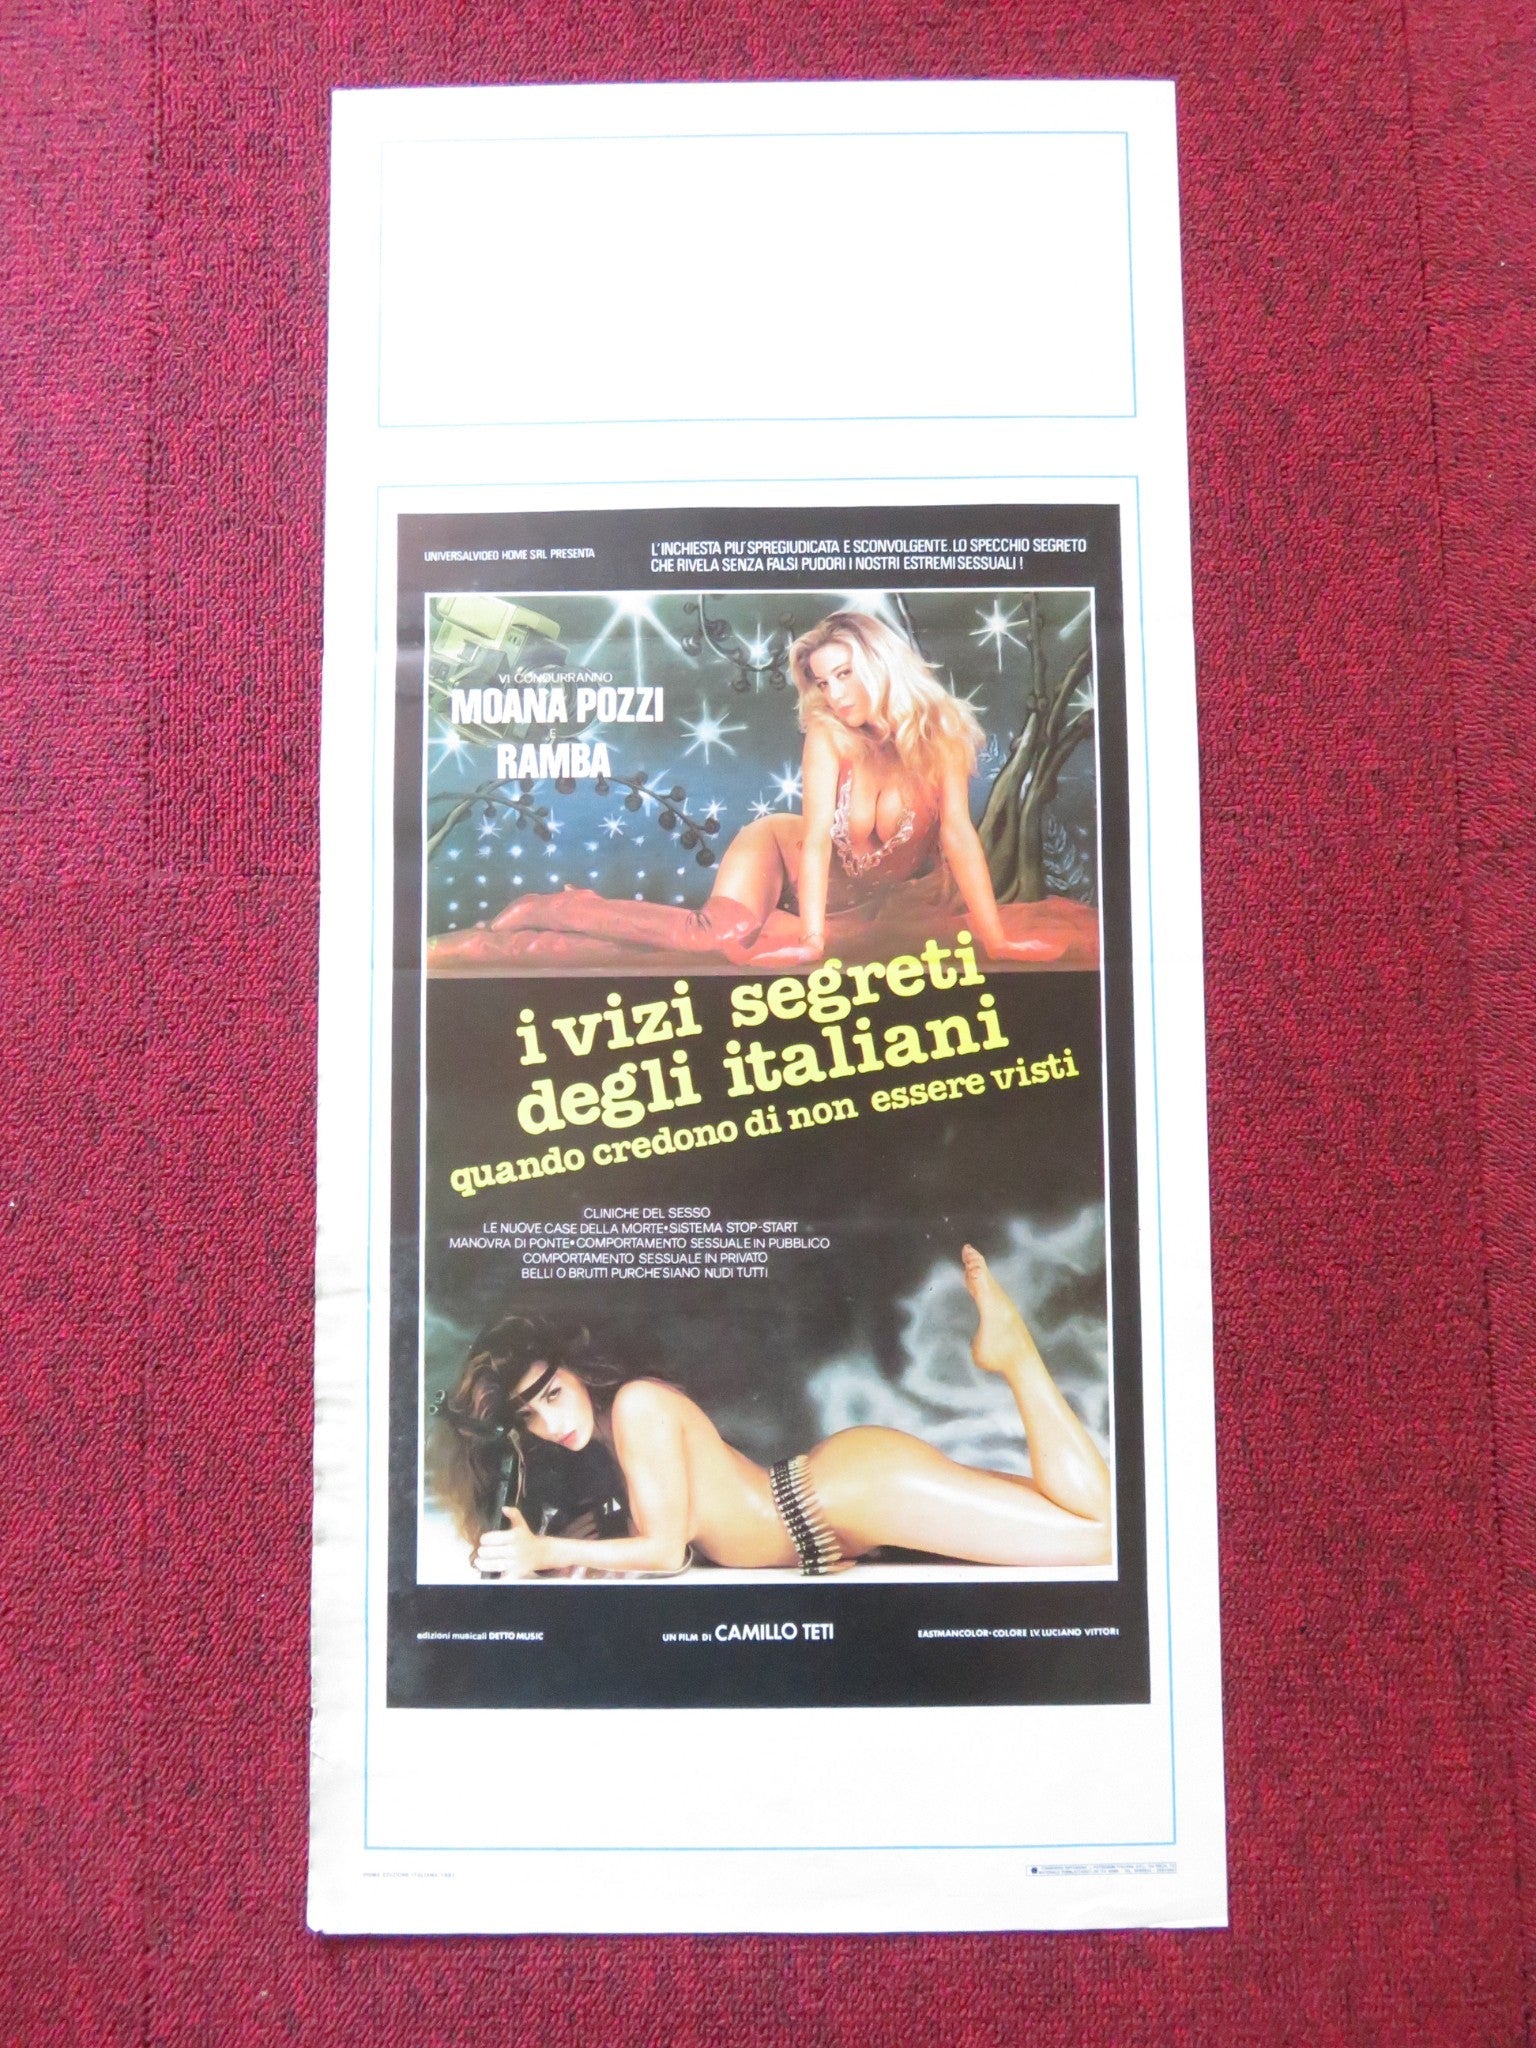 UNIVERSALVIDEO HOME SRL PRESENTA
L'INCHIESTA PIU' SPREGIUDICATA E SCONVOLGENTE. LO SPECCHIO SEGRETO
CHE RIVELA SENZA FALSI PUDORI I NOSTRI ESTREMI SESSUALI !
VI CONDURRANNO
MOANA POZZI
E
RAMBA
i vizi segreti
degli italiani
quando credono di non essere visti
CLINICHE DEL SESSO
LE NUOVE CASE DELLA MORTE•SISTEMA STOP-START
MANOVRA DI PONTE•COMPORTAMENTO SESSUALE IN PUBBLICO
COMPORTAMENTO SESSUALE IN PRIVATO
BELLI O BRUTTI PURCHE' SIANO NUDI TUTTI
edizioni musicali DETTO MUSIC
UN FILM DI CAMILLO TETI
EASTMANCOLOR•COLORE L.V. LUCIANO VITTORI
PRIMA EDIZIONE ITALIANA